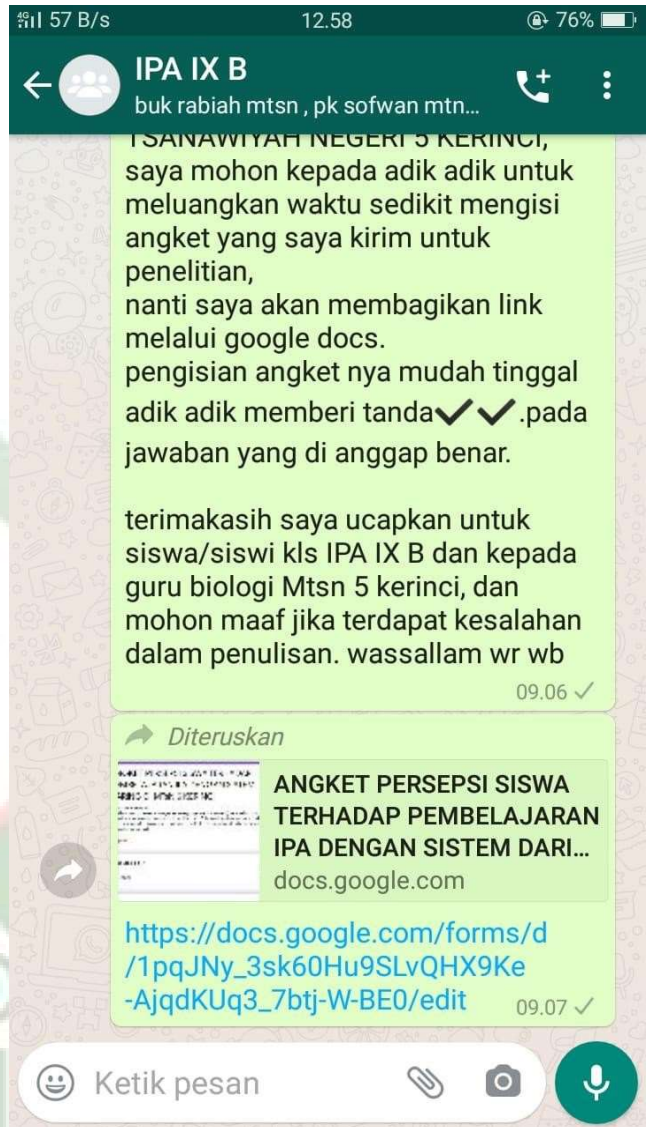 57 B/s 12.58 76%
IPA IX B
buk rabiah mtsn , pk sofwan mtn...
TSANAWIYAH NEGERI 5 KERINCI,
saya mohon kepada adik adik untuk
meluangkan waktu sedikit mengisi
angket yang saya kirim untuk
penelitian,
nanti saya akan membagikan link
melalui google docs.
pengisian angket nya mudah tinggal
adik adik memberi tanda✔✔.pada
jawaban yang di anggap benar.
terimakasih saya ucapkan untuk
siswa/siswi kls IPA IX B dan kepada
guru biologi Mtsn 5 kerinci, dan
mohon maaf jika terdapat kesalahan
dalam penulisan. wassallam wr wb
09.06
Diteruskan
ANGKET PERSEPSI SISWA
TERHADAP PEMBELAJARAN
IPA DENGAN SISTEM DARI...
docs.google.com
https://docs.google.com/forms/d
/1pqJNy_3sk60Hu9SLvQHX9Ke
-AjqdKUq3_7btj-W-BE0/edit
09.07
Ketik pesan